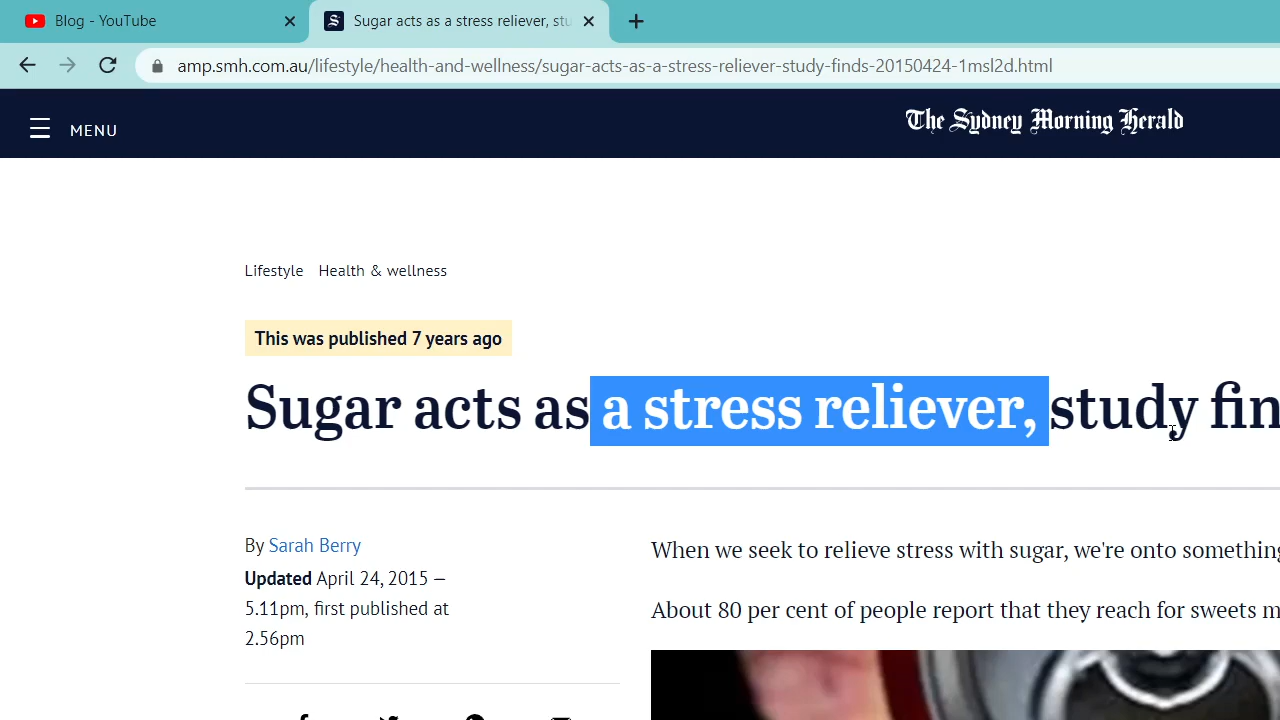 Blog - YouTube
Sugar acts as a stress reliever, stu
amp.smh.com.au/lifestyle/health-and-wellness/sugar-acts-as-a-stress-reliever-study-finds-20150424-1msl2d.html
MENU
The Sydney Morning Herald
Lifestyle Health & wellness
This was published 7 years ago
Sugar acts as a stress reliever, study fin
By Sarah Berry
Updated April 24, 2015 –
5.11pm, first published at
2.56pm
When we seek to relieve stress with sugar, we're onto something
About 80 per cent of people report that they reach for sweets m